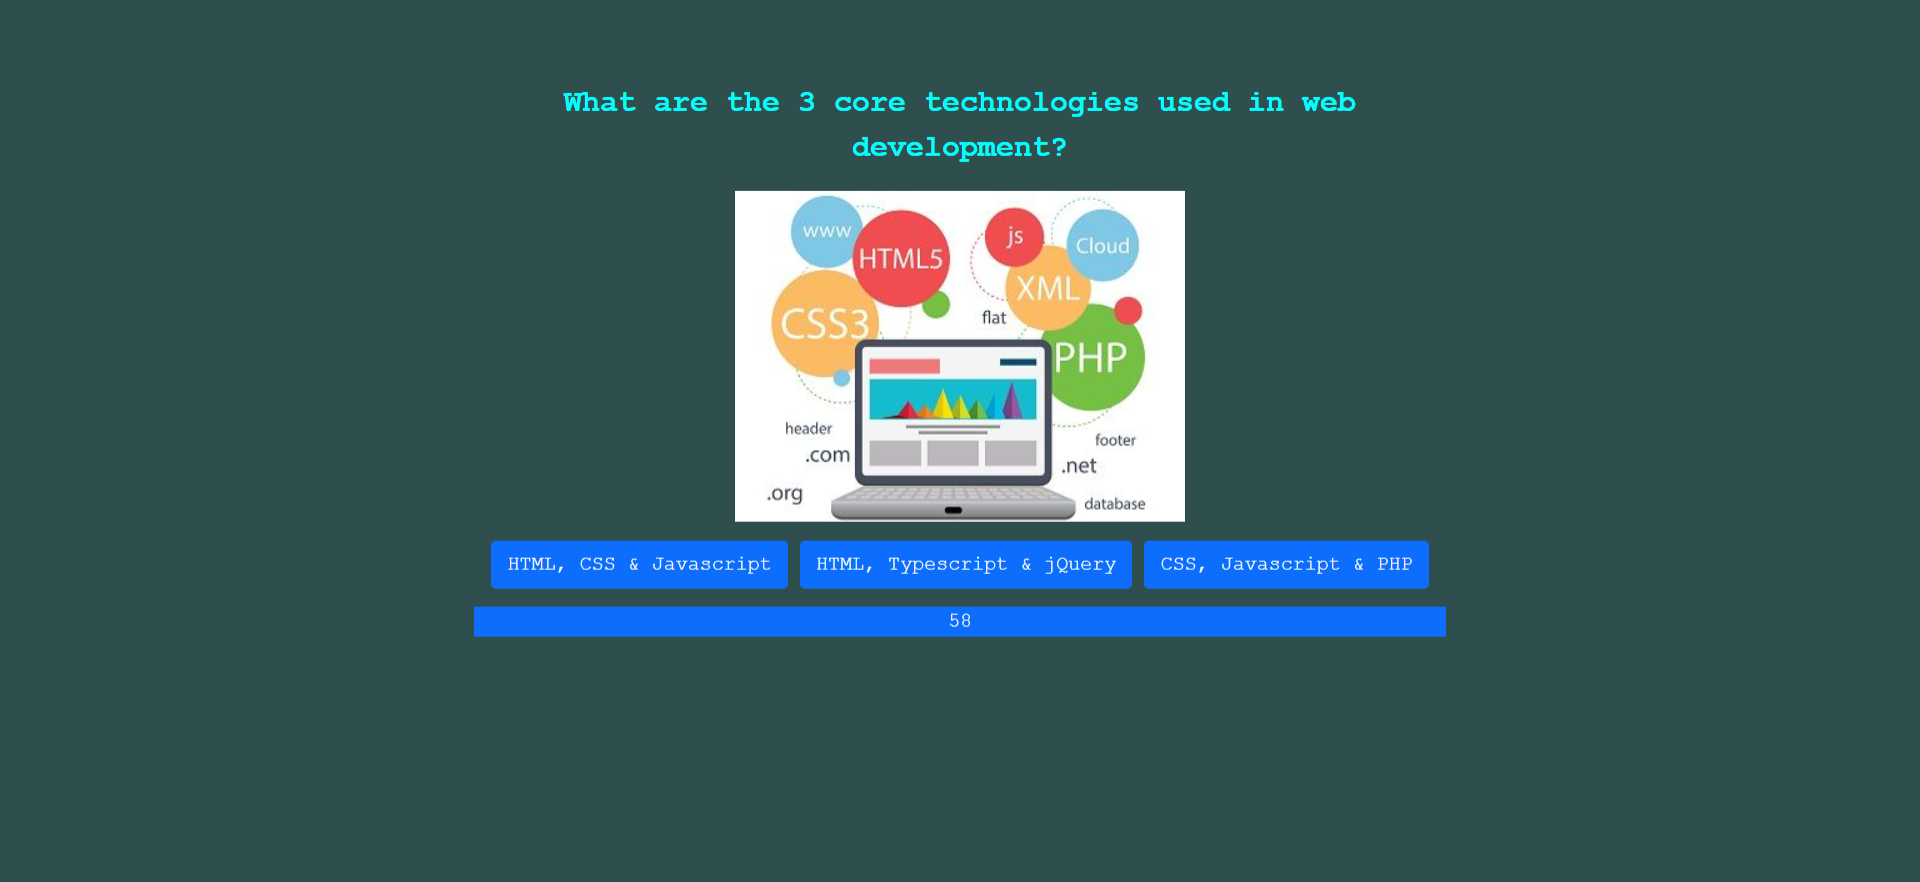 What are the 3 core technologies used in web
development?
www
HTML5
js
Cloud
XML
CSS3
flat
PHP
header
.com
.org
footer
.net
database
HTML, CSS & Javascript
HTML, Typescript & jQuery
CSS, Javascript & PHP
58